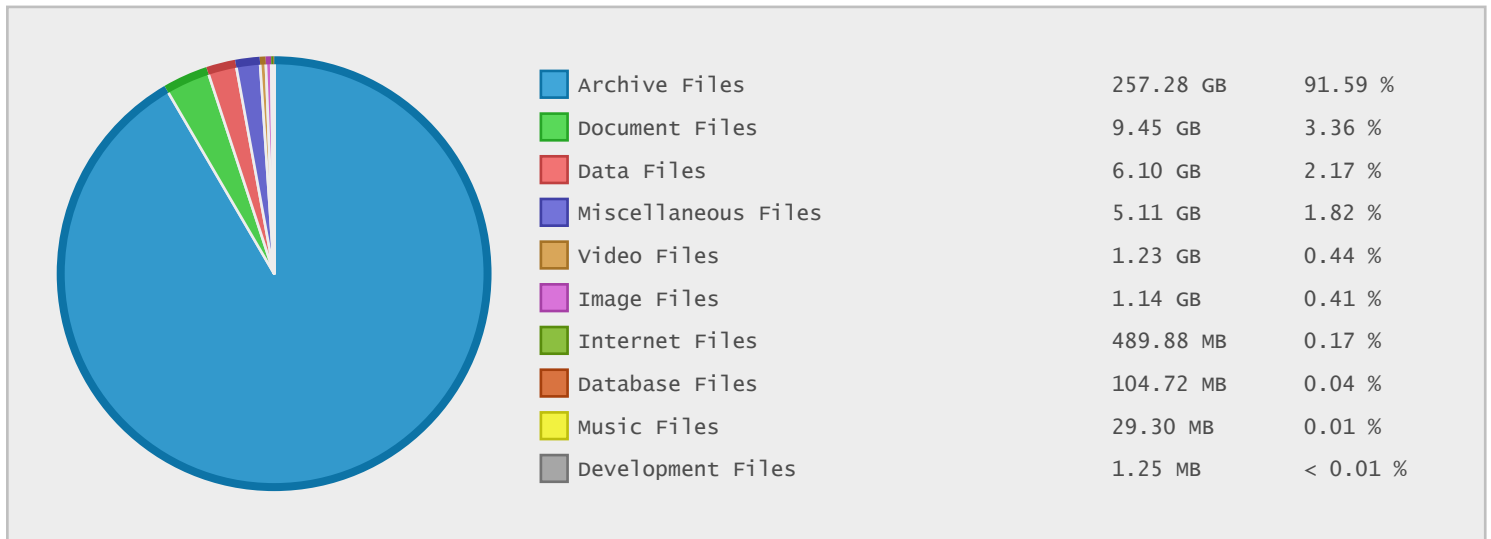 Archive Files 257.28 GB 91.59 %
Document Files 9.45 GB 3.36 %
Data Files 6.10 GB 2.17 %
Miscellaneous Files 5.11 GB 1.82 %
Video Files 1.23 GB 0.44 %
Image Files 1.14 GB 0.41 %
Internet Files 489.88 MB 0.17 %
Database Files 104.72 MB 0.04 %
Music Files 29.30 MB 0.01 %
Development Files 1.25 MB < 0.01 %